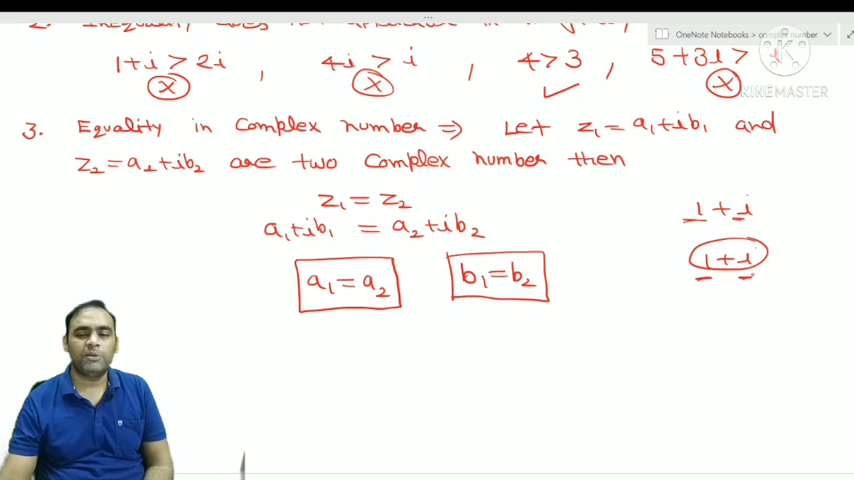 2.
OneNote Notebooks > complex number
1+i > 2i , 4i > i , 4 > 3 , 5+3i >
x x ✓ x
KINEMASTER
3. Equality in Complex number ⇒ Let z₁ = a₁+ib₁ and
z₂ = a₂+ib₂ are two Complex number then
z₁ = z₂
a₁+ib₁ = a₂+ib₂
a₁ = a₂ b₁ = b₂
1 + i
1 + i